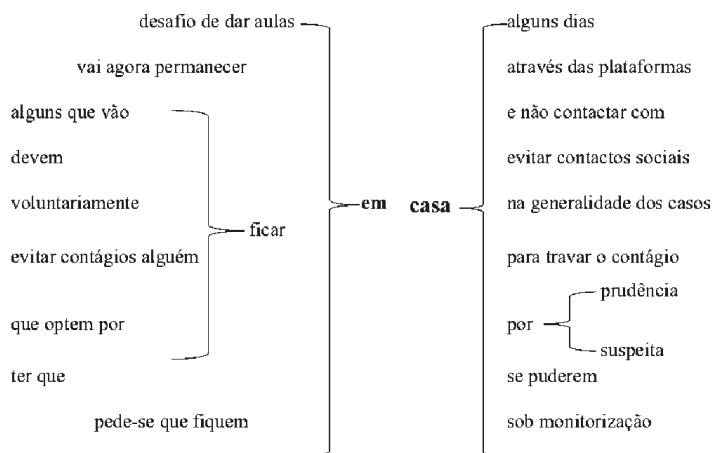 desafio de dar aulas
vai agora permanecer
alguns que vão
devem
voluntariamente
evitar contágios alguém
que optem por
ter que
ficar
pede-se que fiquem
em casa
alguns dias
através das plataformas
e não contactar com
evitar contactos sociais
na generalidade dos casos
para travar o contágio
por
prudência
suspeita
se puderem
sob monitorização